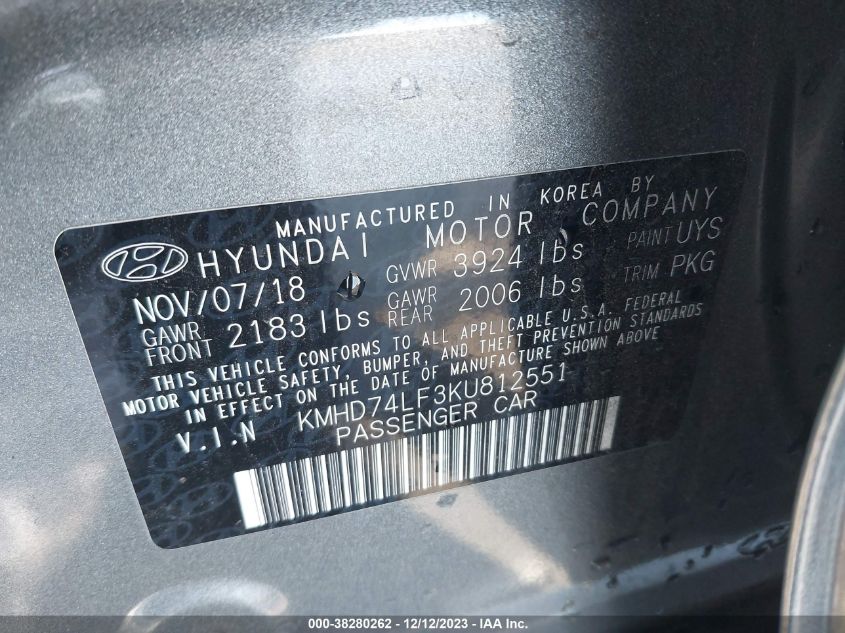 MANUFACTURED IN KOREA BY
HYUNDAI MOTOR COMPANY
NOV/07/18 GVWR 3924 lbs PAINT UYS
GAWR FRONT 2183 lbs GAWR REAR 2006 lbs TRIM PKG
THIS VEHICLE CONFORMS TO ALL APPLICABLE U.S.A. FEDERAL
MOTOR VEHICLE SAFETY, BUMPER, AND THEFT PREVENTION STANDARDS
IN EFFECT ON THE DATE OF MANUFACTURE SHOWN ABOVE
V.I.N KMHD74LF3KU812551
PASSENGER CAR
000-38280262 - 12/12/2023 - IAA Inc.